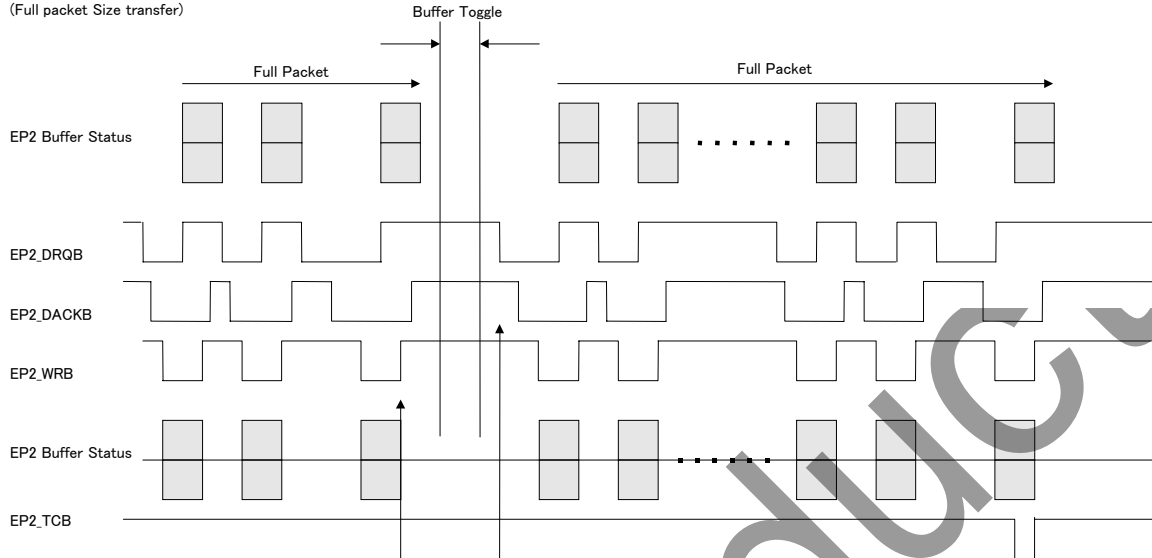 (Full packet Size transfer)
Buffer Toggle
Full Packet
Full Packet
EP2 Buffer Status
EP2_DRQB
EP2_DACKB
EP2_WRB
EP2 Buffer Status
EP2_TCB